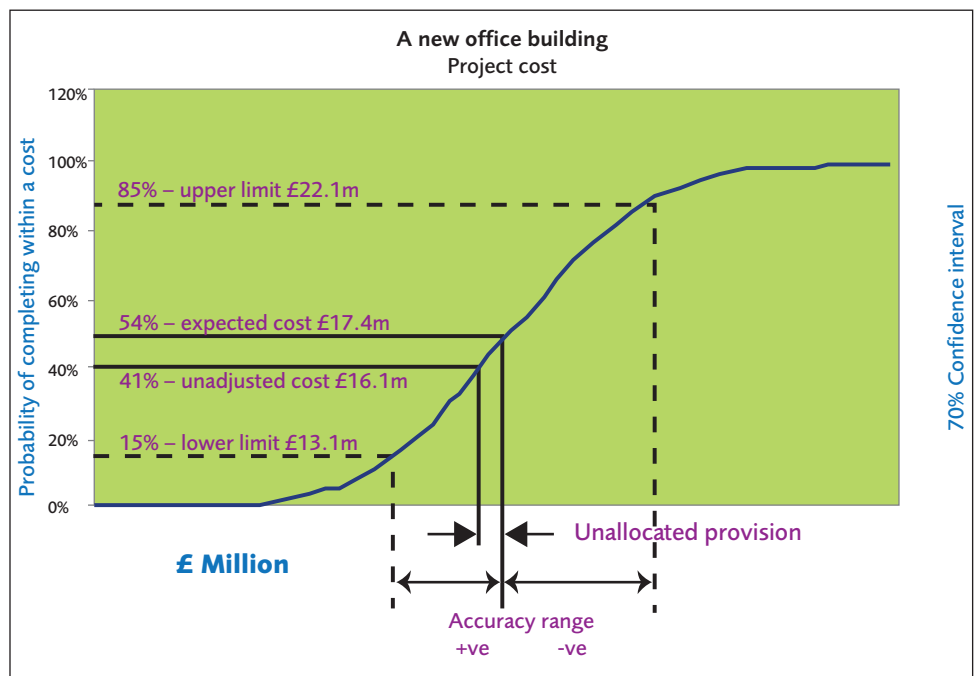 A new office building
Project cost
Probability of completing within a cost
120%
100%
85% – upper limit £22.1m
80%
60%
54% – expected cost £17.4m
40%
41% – unadjusted cost £16.1m
20%
15% – lower limit £13.1m
0%
70% Confidence interval
Unallocated provision
£ Million
Accuracy range
+ve -ve